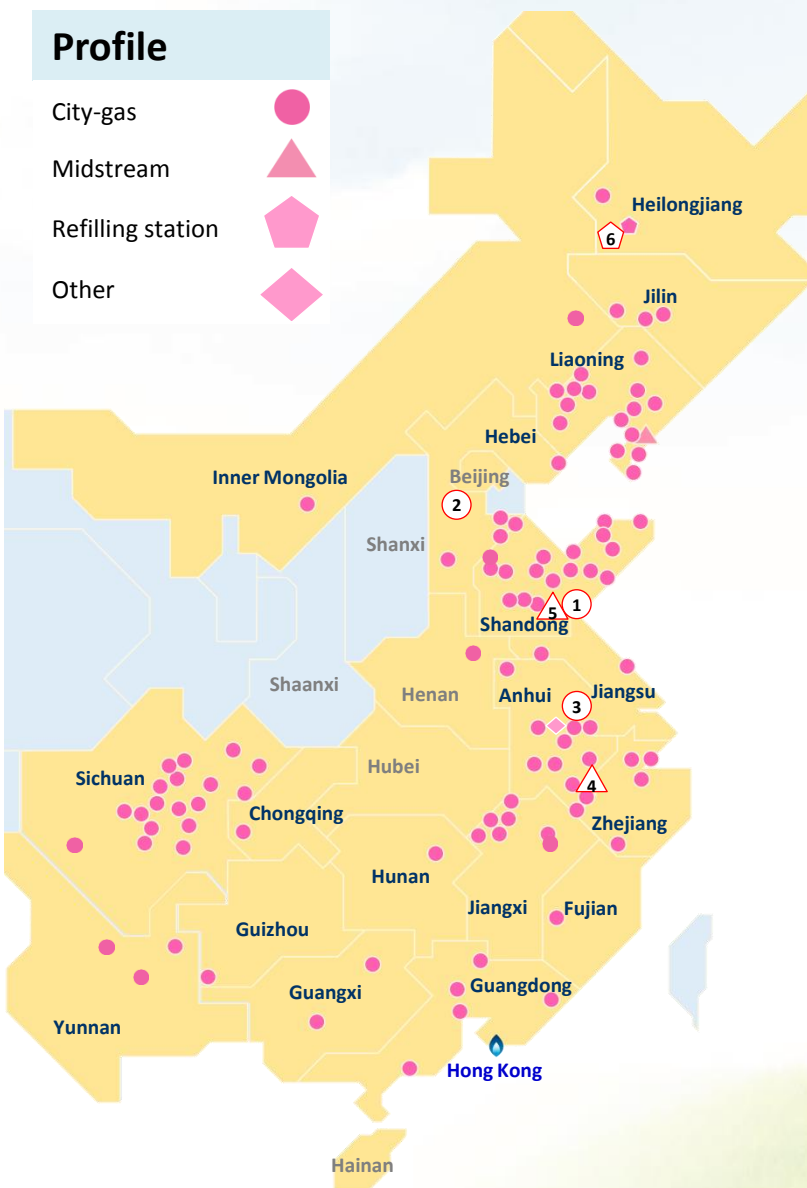 Profile
City-gas
Midstream
Refilling station
Other
Heilongjiang
6
Jilin
Liaoning
Hebei
Beijing
Inner Mongolia
2
Shanxi
5
1
Shandong
Shaanxi
Henan
Anhui
Jiangsu
3
Hubei
Sichuan
4
Chongqing
Zhejiang
Hunan
Jiangxi
Fujian
Guizhou
Guangxi
Guangdong
Yunnan
Hong Kong
Hainan